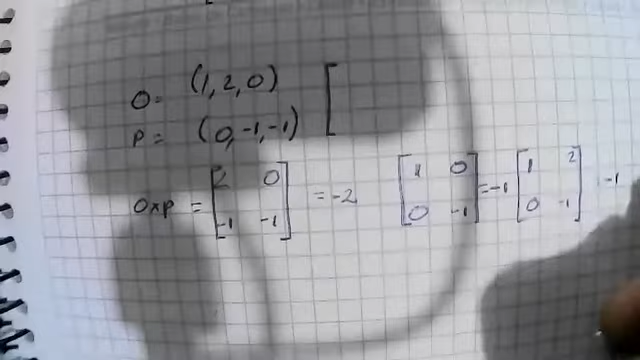 O= (1, 2, 0) [
P= (0, -1, -1)
OxP = [2 0 -1 -1] = -2 [1 0 0 -1] = -1 [1 2 0 -1] -1